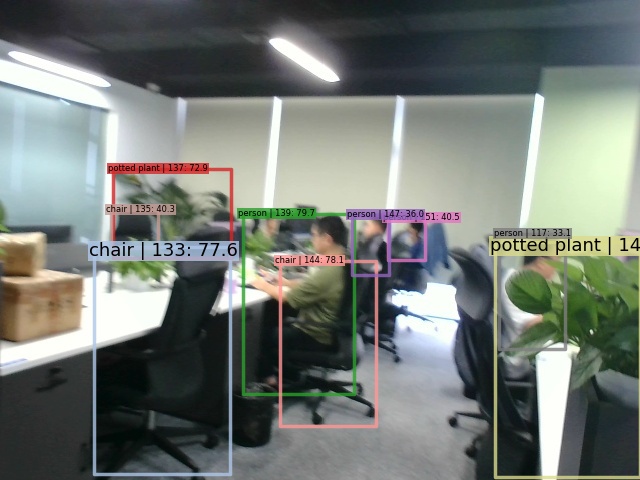 potted plant | 137: 72.9
chair | 135: 40.3
person | 139: 79.7
person | 147: 36.0
51: 40.5
person | 117: 33.1
chair | 133: 77.6
potted plant | 14
chair | 144: 78.1